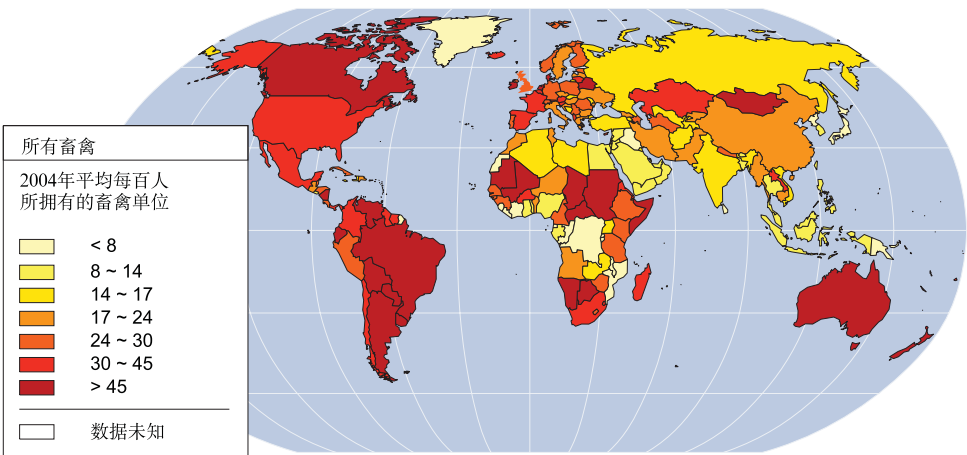 所有畜禽
2004年平均每百人
所拥有的畜禽单位
< 8
8 ~ 14
14 ~ 17
17 ~ 24
24 ~ 30
30 ~ 45
> 45
数据未知